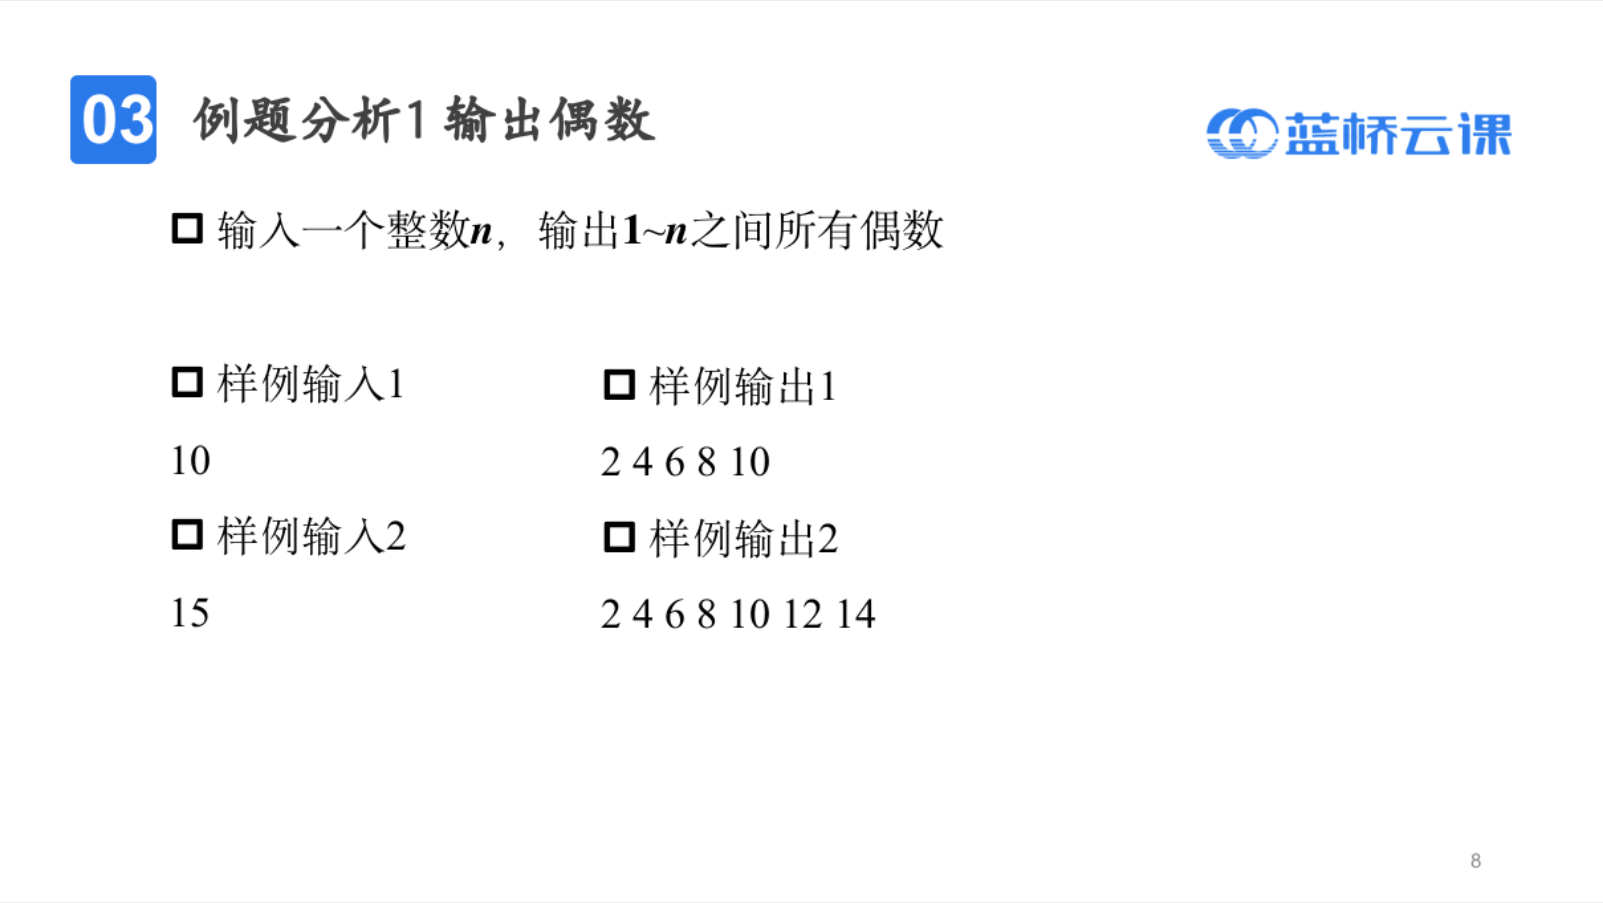 03 例题分析1 输出偶数
蓝桥云课
输入一个整数n，输出1~n之间所有偶数
样例输入1 样例输出1
10 2 4 6 8 10
样例输入2 样例输出2
15 2 4 6 8 10 12 14
8